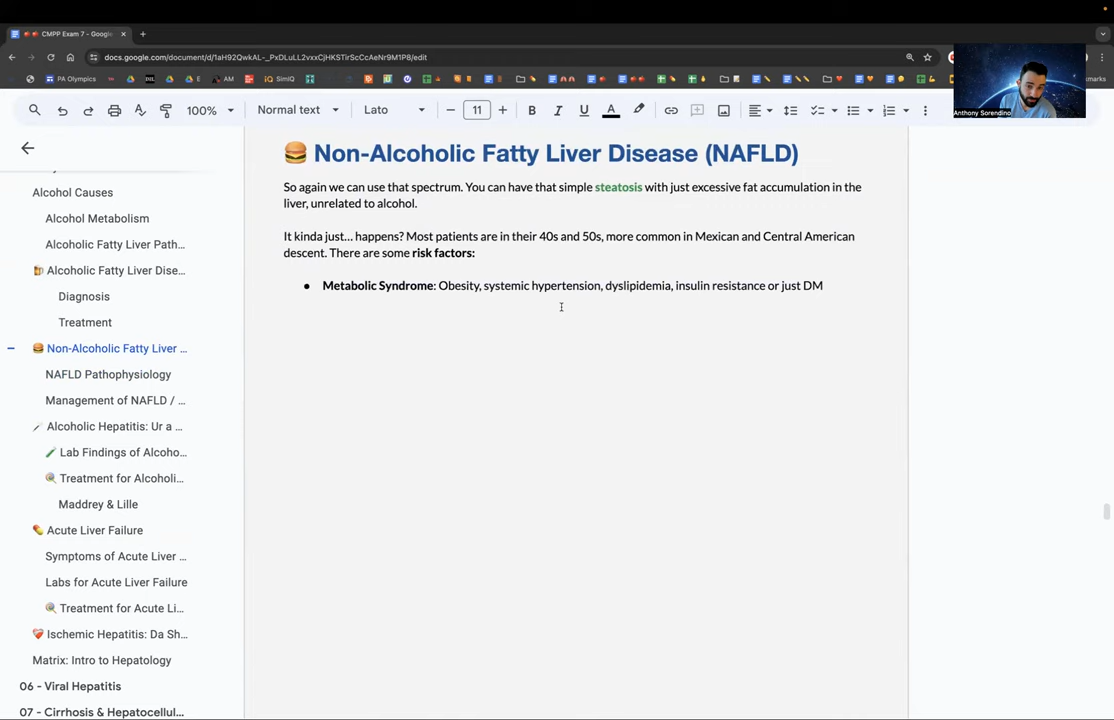 CMPP Exam 7 - Gastroen
docs.google.com/document/d/1aH92QwkAL-_PxDLuLL2vxxCjHKSTirScCcAeNr9M1P8/edit
PA Olympics
DIL
E
AM
IQ
SimIQ
kmarks
Anthony Sorendino
100%
Normal text
Lato
11
Alcohol Causes
Alcohol Metabolism
Alcoholic Fatty Liver Path...
Alcoholic Fatty Liver Dise...
Diagnosis
Treatment
Non-Alcoholic Fatty Liver ...
NAFLD Pathophysiology
Management of NAFLD / ...
Alcoholic Hepatitis: Ur a ...
Lab Findings of Alcoho...
Treatment for Alcoholi...
Maddrey & Lille
Acute Liver Failure
Symptoms of Acute Liver ...
Labs for Acute Liver Failure
Treatment for Acute Li...
Ischemic Hepatitis: Da Sh...
Matrix: Intro to Hepatology
06 - Viral Hepatitis
07 - Cirrhosis & Hepatocellul...
Non-Alcoholic Fatty Liver Disease (NAFLD)
So again we can use that spectrum. You can have that simple steatosis with just excessive fat accumulation in the
liver, unrelated to alcohol.
It kinda just... happens? Most patients are in their 40s and 50s, more common in Mexican and Central American
descent. There are some risk factors:
● Metabolic Syndrome: Obesity, systemic hypertension, dyslipidemia, insulin resistance or just DM